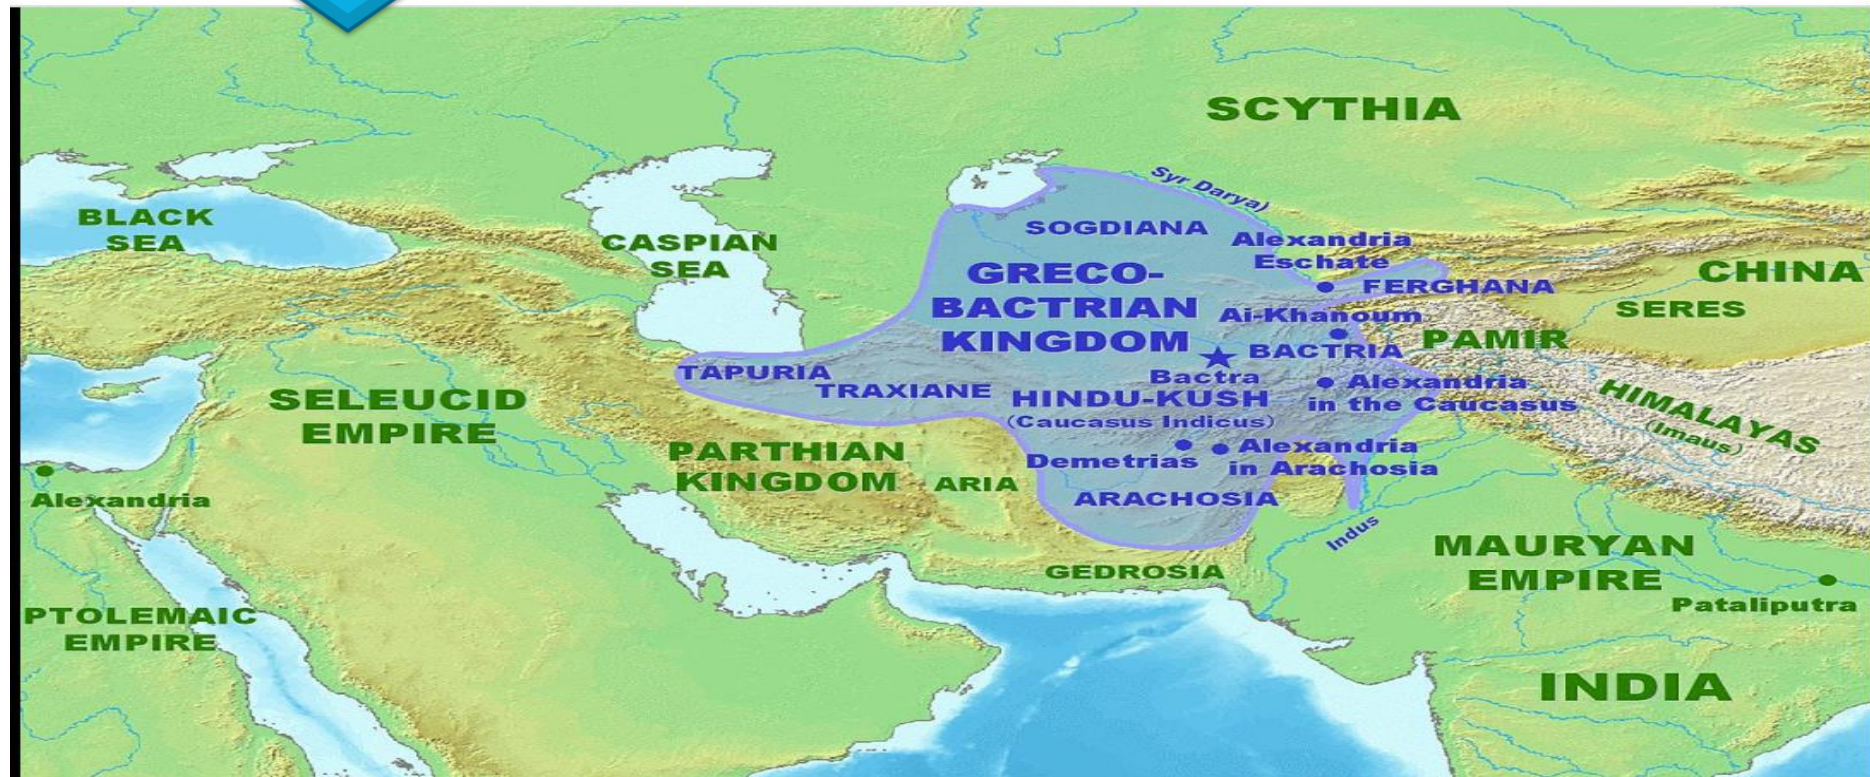 SCYTHIA
Syr Darya)
BLACK
SEA
CASPIAN
SEA
SOGDIANA
Alexandria
Eschate
GRECO-
BACTRIAN
KINGDOM
FERGHANA
CHINA
SERES
Ai-Khanoum
BACTRIA
PAMIR
Bactra
TAPURIA
TRAXIANE
HINDU-KUSH
(Caucasus Indicus)
Alexandria
in the Caucasus
HIMALAYAS
(Imaus)
SELEUCID
EMPIRE
PARTHIAN
KINGDOM
ARIA
Demetrias
Alexandria
in Arachosia
ARACHOSIA
Alexandria
Indus
GEDROSIA
MAURYAN
EMPIRE
Pataliputra
PTOLEMAIC
EMPIRE
INDIA